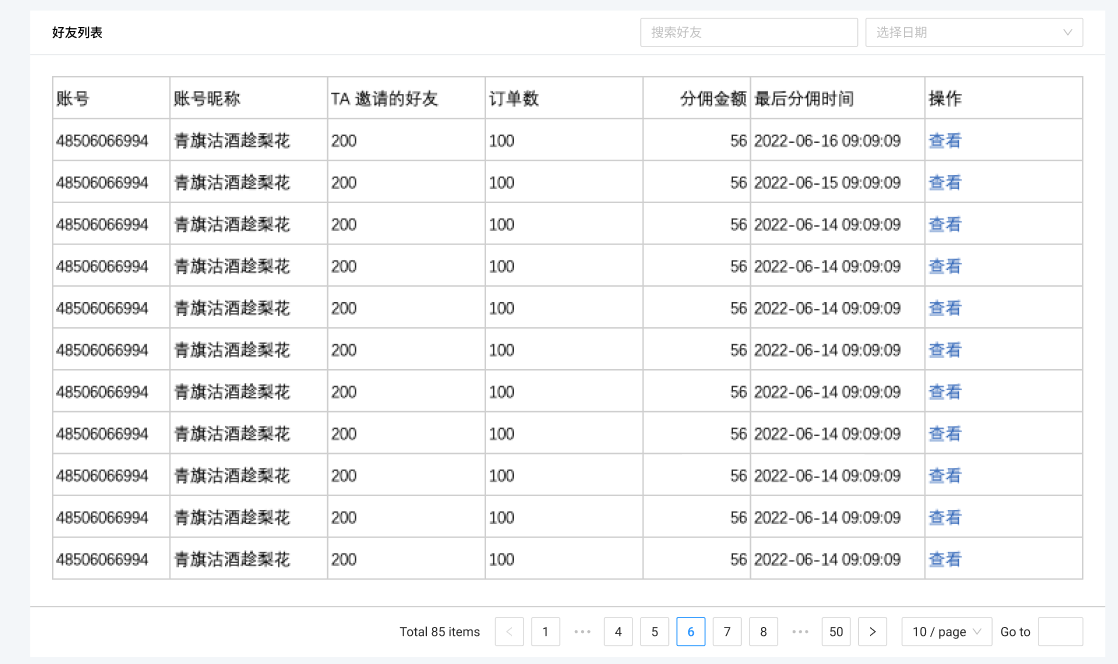 好友列表 搜索好友 选择日期
账号 账号昵称 TA 邀请的好友 订单数 分佣金额 最后分佣时间 操作
48506066994 青旗沽酒趁梨花 200 100 56 2022-06-16 09:09:09 查看
48506066994 青旗沽酒趁梨花 200 100 56 2022-06-15 09:09:09 查看
48506066994 青旗沽酒趁梨花 200 100 56 2022-06-14 09:09:09 查看
48506066994 青旗沽酒趁梨花 200 100 56 2022-06-14 09:09:09 查看
48506066994 青旗沽酒趁梨花 200 100 56 2022-06-14 09:09:09 查看
48506066994 青旗沽酒趁梨花 200 100 56 2022-06-14 09:09:09 查看
48506066994 青旗沽酒趁梨花 200 100 56 2022-06-14 09:09:09 查看
48506066994 青旗沽酒趁梨花 200 100 56 2022-06-14 09:09:09 查看
48506066994 青旗沽酒趁梨花 200 100 56 2022-06-14 09:09:09 查看
48506066994 青旗沽酒趁梨花 200 100 56 2022-06-14 09:09:09 查看
48506066994 青旗沽酒趁梨花 200 100 56 2022-06-14 09:09:09 查看
Total 85 items < 1 ••• 4 5 6 7 8 ••• 50 > 10 / page Go to